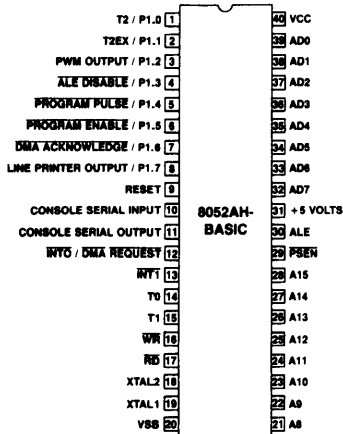 T2 / P1.0 1
T2EX / P1.1 2
PWM OUTPUT / P1.2 3
ALE DISABLE / P1.3 4
PROGRAM PULSE / P1.4 5
PROGRAM ENABLE / P1.5 6
DMA ACKNOWLEDGE / P1.6 7
LINE PRINTER OUTPUT / P1.7 8
RESET 9
CONSOLE SERIAL INPUT 10
CONSOLE SERIAL OUTPUT 11
INTO / DMA REQUEST 12
INT1 13
T0 14
T1 15
WR 16
RD 17
XTAL2 18
XTAL1 19
VSB 20
8052AH-
BASIC
40 VCC
39 AD0
38 AD1
37 AD2
36 AD3
35 AD4
34 AD5
33 AD6
32 AD7
31 +5 VOLTS
30 ALE
29 PSEN
28 A15
27 A14
26 A13
25 A12
24 A11
23 A10
22 A9
21 A8